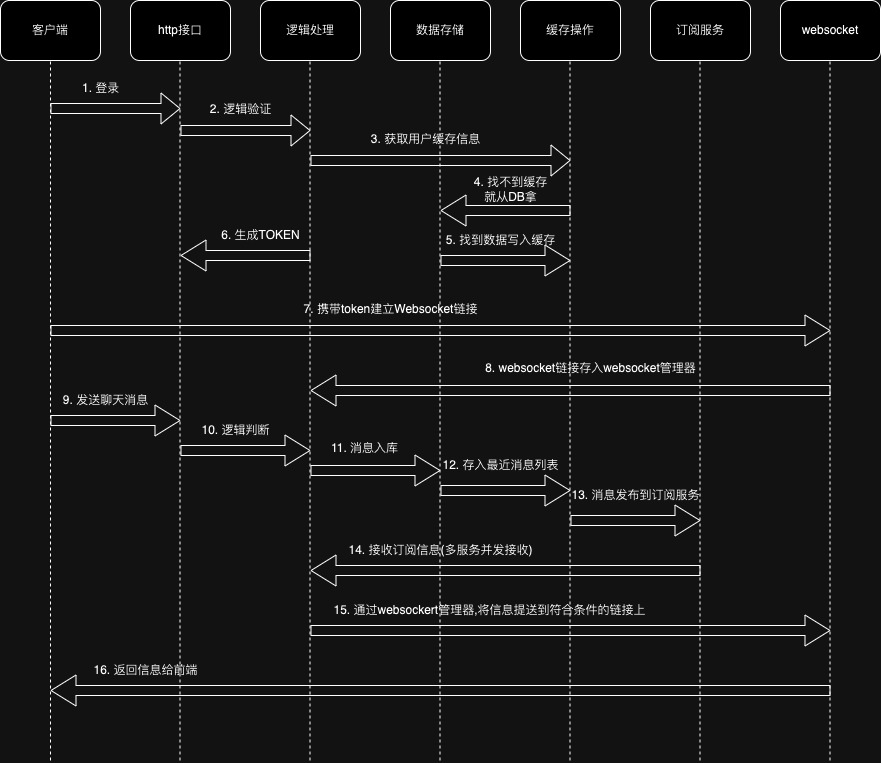 客户端
http接口
逻辑处理
数据存储
缓存操作
订阅服务
websocket
1. 登录
2. 逻辑验证
3. 获取用户缓存信息
4. 找不到缓存
就从DB拿
6. 生成TOKEN
5. 找到数据写入缓存
7. 携带token建立Websocket链接
8. websocket链接存入websocket管理器
9. 发送聊天消息
10. 逻辑判断
11. 消息入库
12. 存入最近消息列表
13. 消息发布到订阅服务
14. 接收订阅信息(多服务并发接收)
15. 通过websockert管理器,将信息提送到符合条件的链接上
16. 返回信息给前端